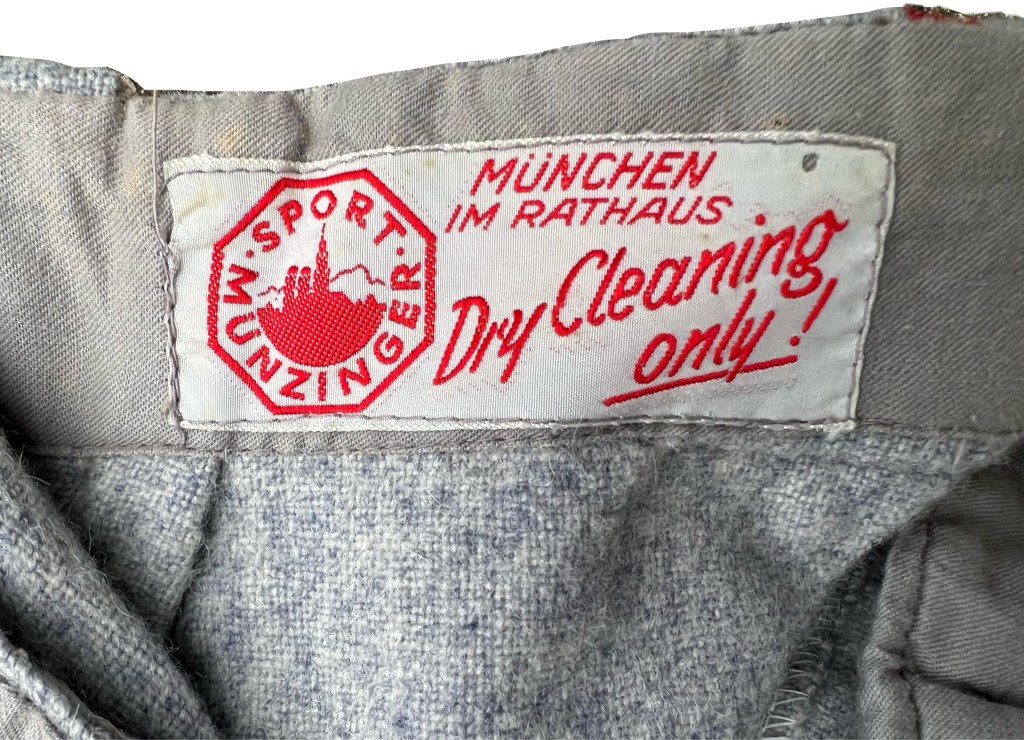 SPORT
MÜNZINGER
MÜNCHEN
IM RATHAUS
Dry Cleaning
only!